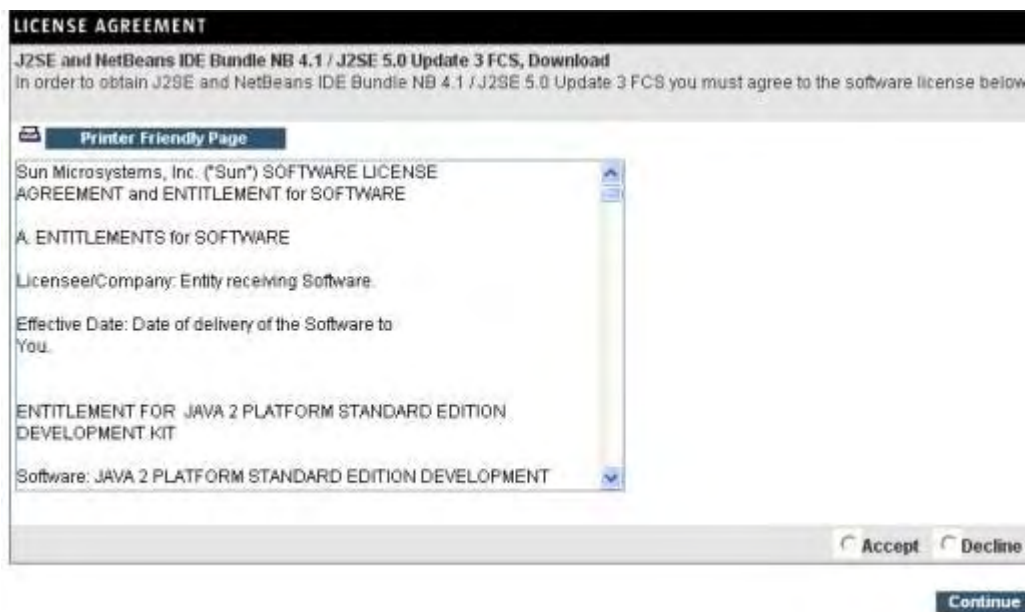 LICENSE AGREEMENT
J2SE and NetBeans IDE Bundle NB 4.1 / J2SE 5.0 Update 3 FCS, Download
In order to obtain J2SE and NetBeans IDE Bundle NB 4.1 / J2SE 5.0 Update 3 FCS you must agree to the software license below
Printer Friendly Page
Sun Microsystems, Inc. ("Sun") SOFTWARE LICENSE
AGREEMENT and ENTITLEMENT for SOFTWARE
A. ENTITLEMENTS for SOFTWARE
Licensee/Company: Entity receiving Software.
Effective Date: Date of delivery of the Software to
You.
ENTITLEMENT FOR JAVA 2 PLATFORM STANDARD EDITION
DEVELOPMENT KIT
Software: JAVA 2 PLATFORM STANDARD EDITION DEVELOPMENT
Accept Decline
Continue